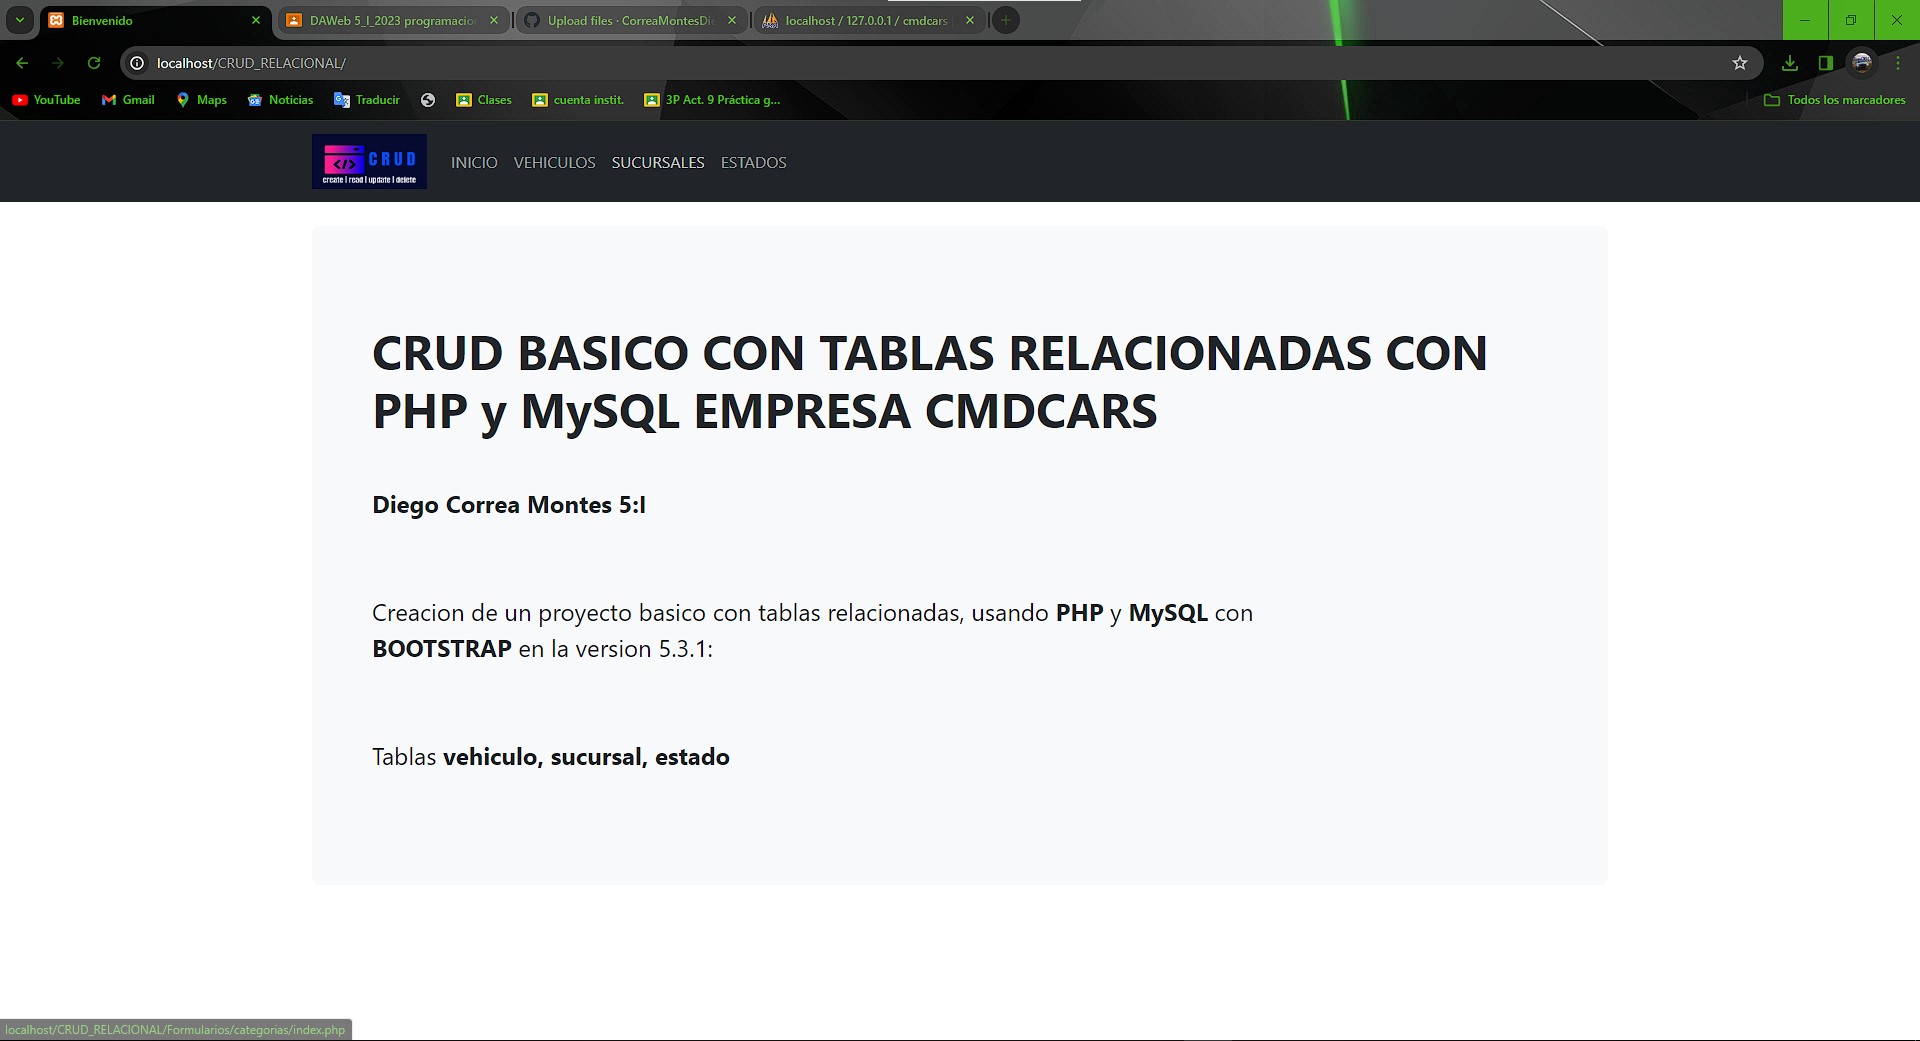 Bienvenido
DAWeb 5_I_2023 programacio
Upload files · CorreaMontesDi
localhost / 127.0.0.1 / cmdcars
localhost/CRUD_RELACIONAL/
YouTube
Gmail
Maps
Noticias
Traducir
Clases
cuenta instit.
3P Act. 9 Práctica g...
Todos los marcadores
CRUD
create | read | update | delete
INICIO
VEHICULOS
SUCURSALES
ESTADOS
CRUD BASICO CON TABLAS RELACIONADAS CON
PHP y MySQL EMPRESA CMDCARS
Diego Correa Montes 5:I
Creacion de un proyecto basico con tablas relacionadas, usando PHP y MySQL con
BOOTSTRAP en la version 5.3.1:
Tablas vehiculo, sucursal, estado
localhost/CRUD_RELACIONAL/Formularios/categorias/index.php